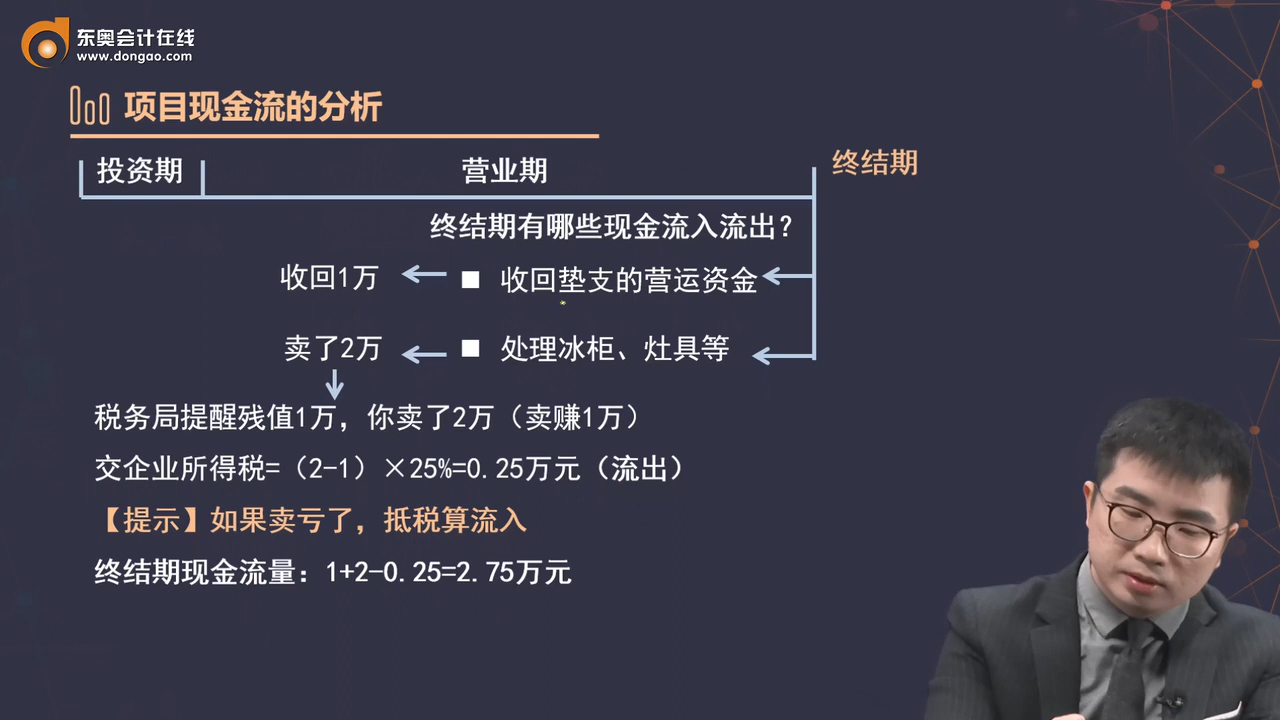 东奥会计在线
www.dongao.com
项目现金流的分析
投资期
营业期
终结期
终结期有哪些现金流入流出？
收回1万
收回垫支的营运资金
卖了2万
处理冰柜、灶具等
税务局提醒残值1万，你卖了2万（卖赚1万）
交企业所得税=（2-1）×25%=0.25万元（流出）
【提示】如果卖亏了，抵税算流入
终结期现金流量：1+2-0.25=2.75万元